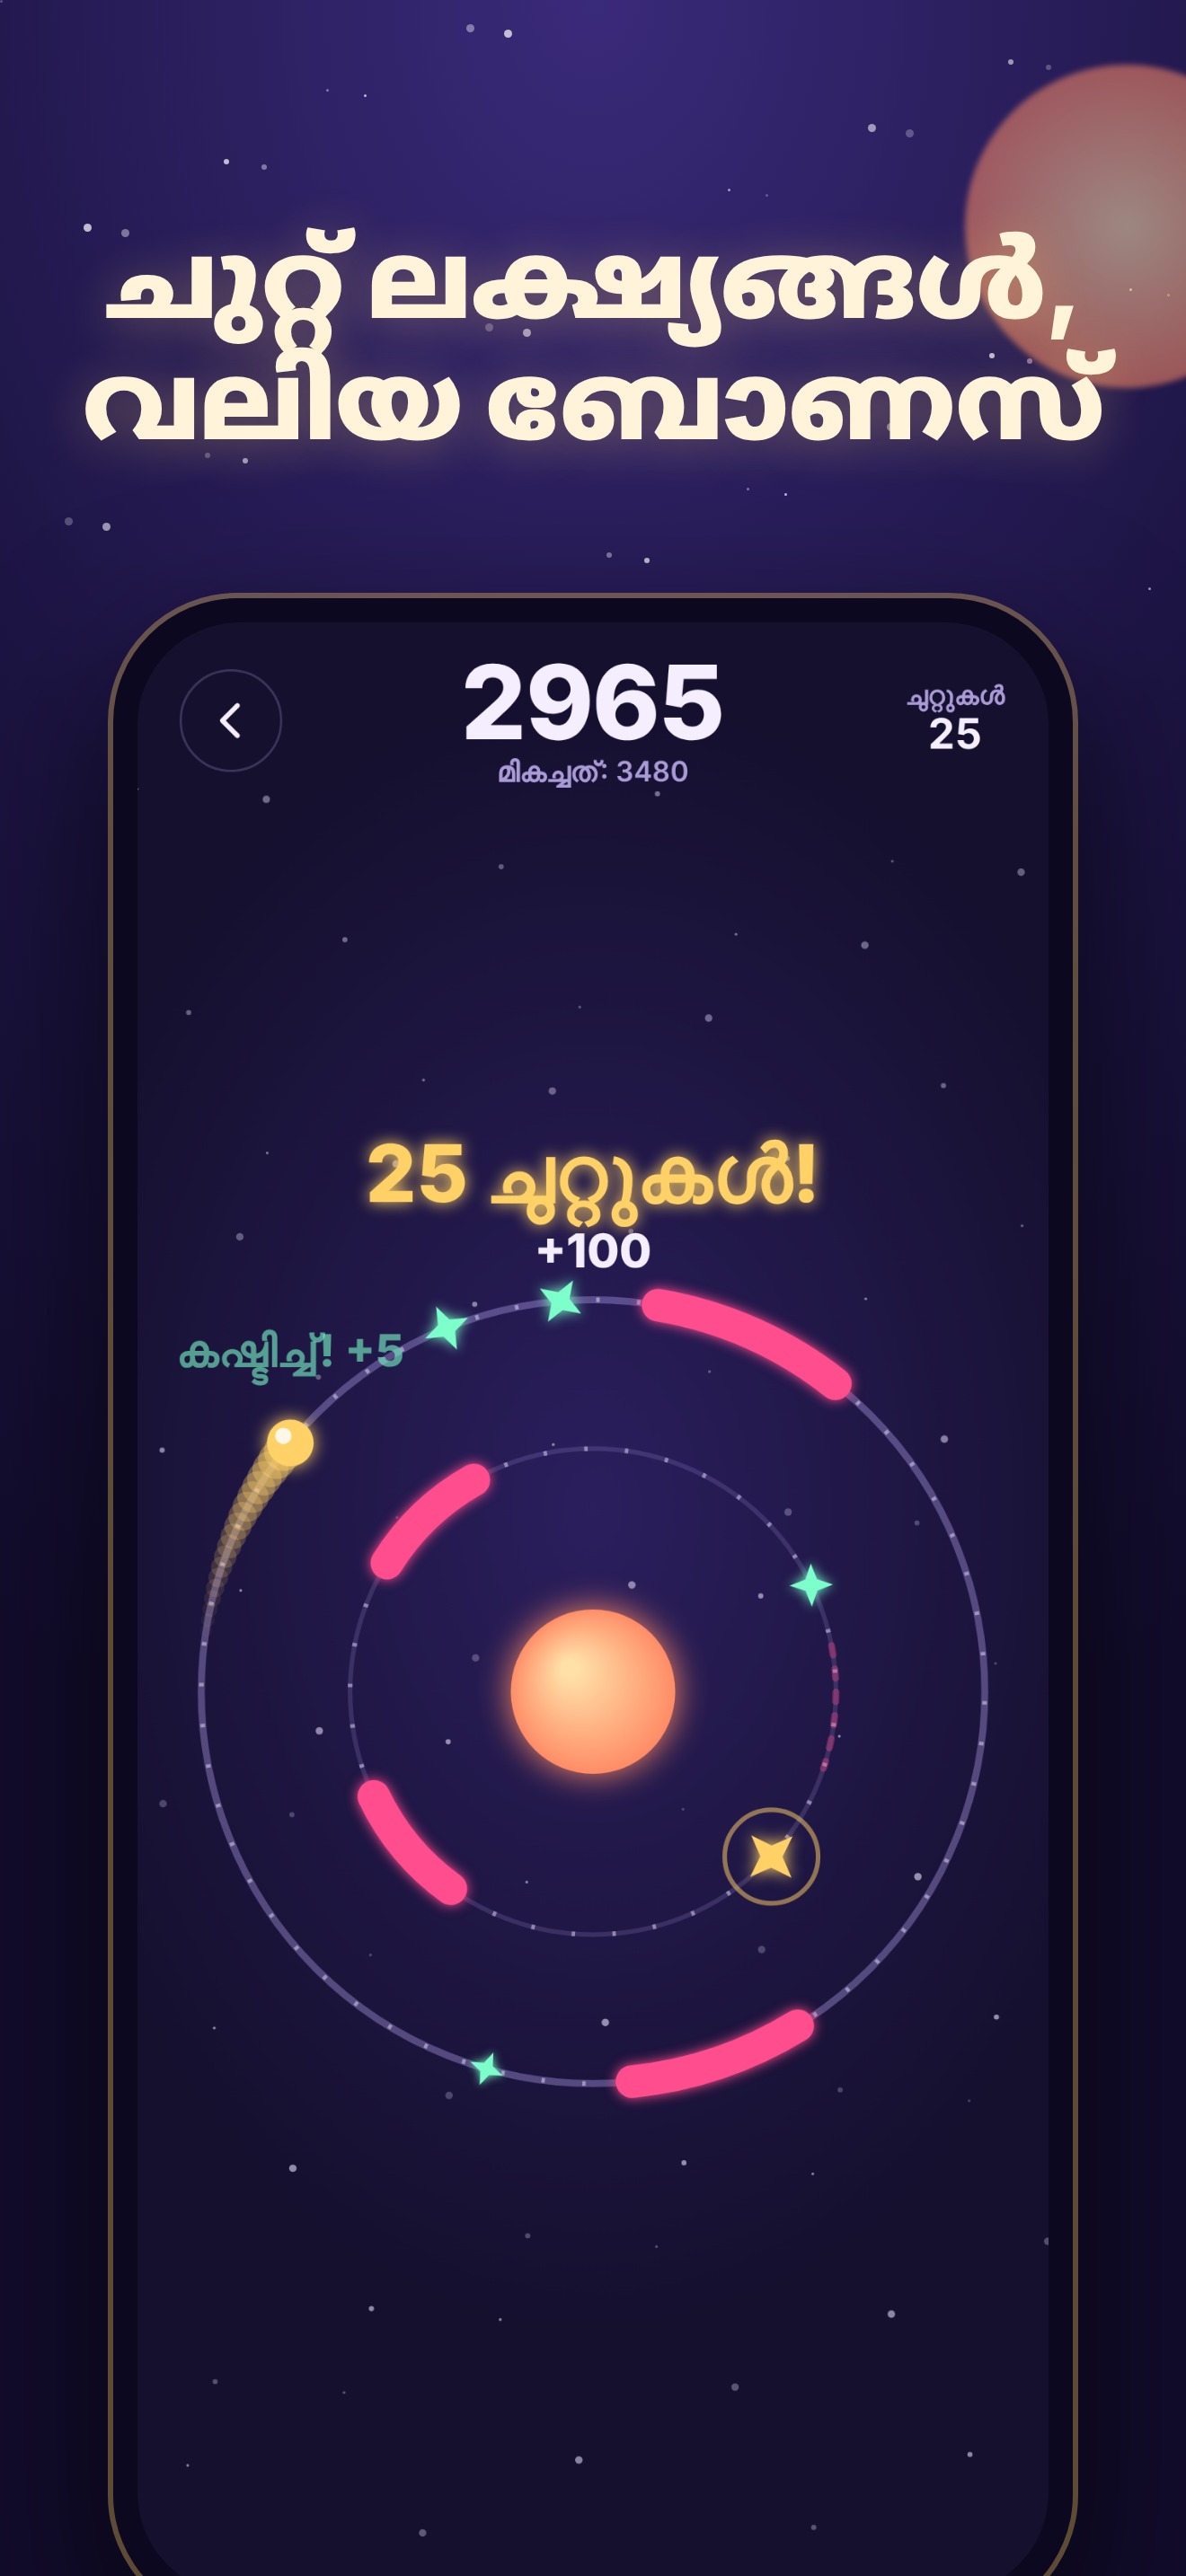 ചുറ്റ് ലക്ഷ്യങ്ങൾ,
വലിയ ബോണസ്
2965
മികച്ചത്: 3480
ചുറ്റുകൾ
25
25 ചുറ്റുകൾ!
+100
കഷ്ടിച്ച്! +5